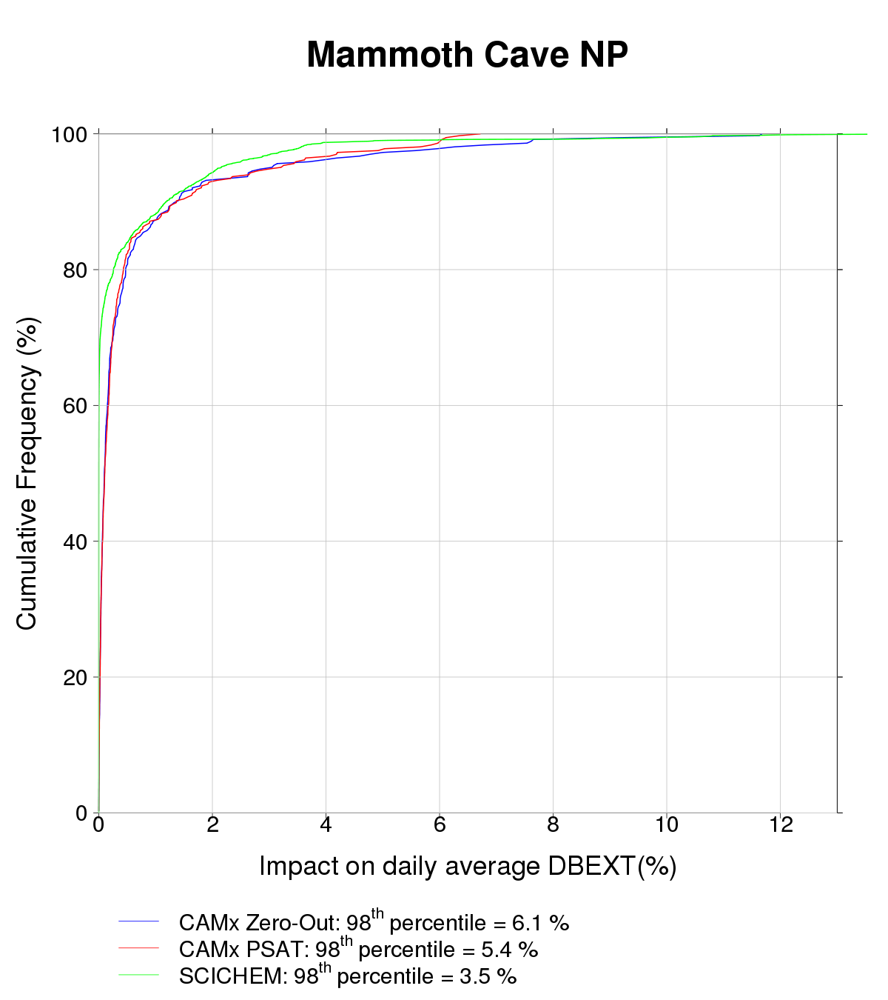 Mammoth Cave NP
100
80
60
40
20
0
Cumulative Frequency (%)
0 2 4 6 8 10 12
Impact on daily average DBEXT(%)
CAMx Zero-Out: 98th percentile = 6.1 %
CAMx PSAT: 98th percentile = 5.4 %
SCICHEM: 98th percentile = 3.5 %